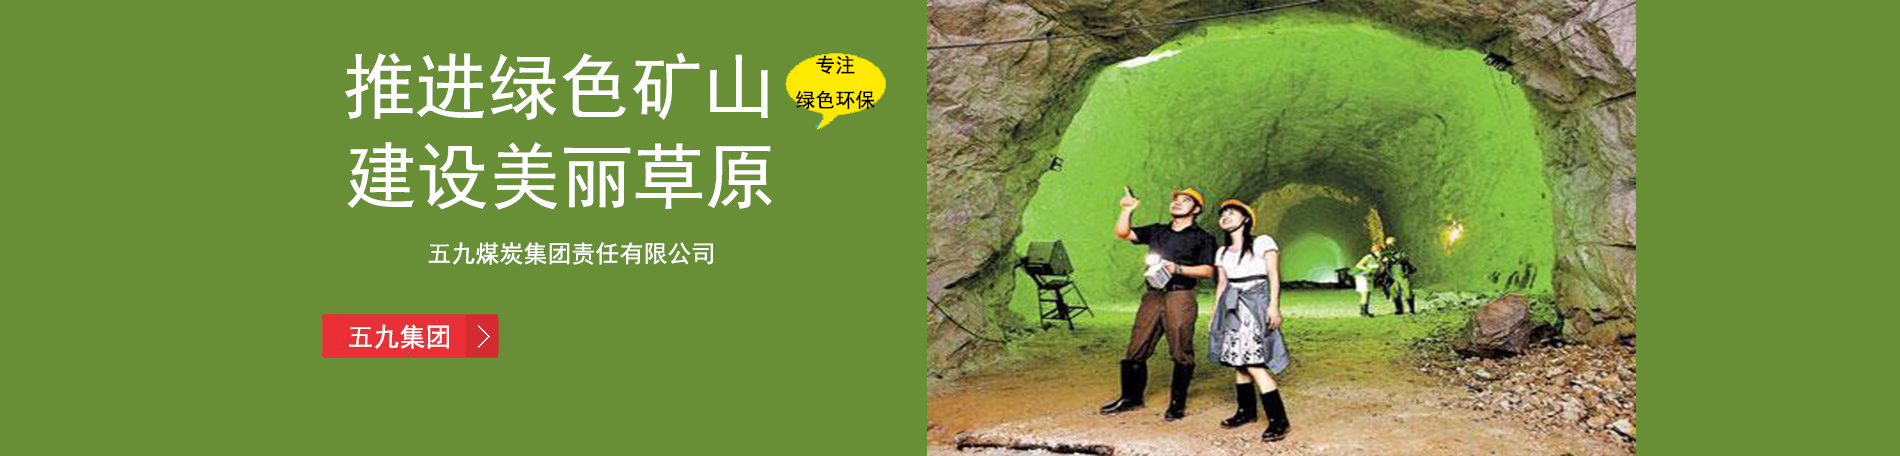 推进绿色矿山
专注
绿色环保
建设美丽草原
五九煤炭集团责任有限公司
五九集团